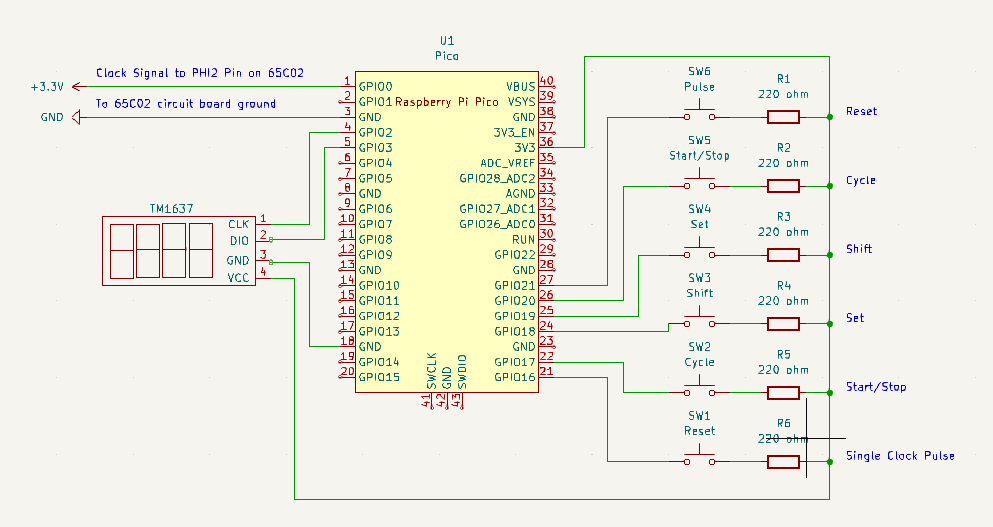 U1
Pico
Clock Signal to PHI2 Pin on 65C02
+3.3V
To 65C02 circuit board ground
GND
Raspberry Pi Pico
1 GPIO0
2 GPIO1
3 GND
4 GPIO2
5 GPIO3
6 GPIO4
7 GPIO5
8 GND
9 GPIO6
10 GPIO7
11 GPIO8
12 GPIO9
13 GND
14 GPIO10
15 GPIO11
16 GPIO12
17 GPIO13
18 GND
19 GPIO14
20 GPIO15
VBUS 40
VSYS 39
GND 38
3V3_EN 37
3V3 36
ADC_VREF 35
GPIO28_ADC2 34
AGND 33
GPIO27_ADC1 32
GPIO26_ADC0 31
RUN 30
GPIO22 29
GND 28
GPIO21 27
GPIO20 26
GPIO19 25
GPIO18 24
GND 23
GPIO17 22
GPIO16 21
SWCLK 41
GND 42
SWDIO 43
TM1637
CLK 1
DIO 2
GND 3
VCC 4
SW6
Pulse
R1
220 ohm
Reset
SW5
Start/Stop
R2
220 ohm
Cycle
SW4
Set
R3
220 ohm
Shift
SW3
Shift
R4
220 ohm
Set
SW2
Cycle
R5
220 ohm
Start/Stop
SW1
Reset
R6
220 ohm
Single Clock Pulse